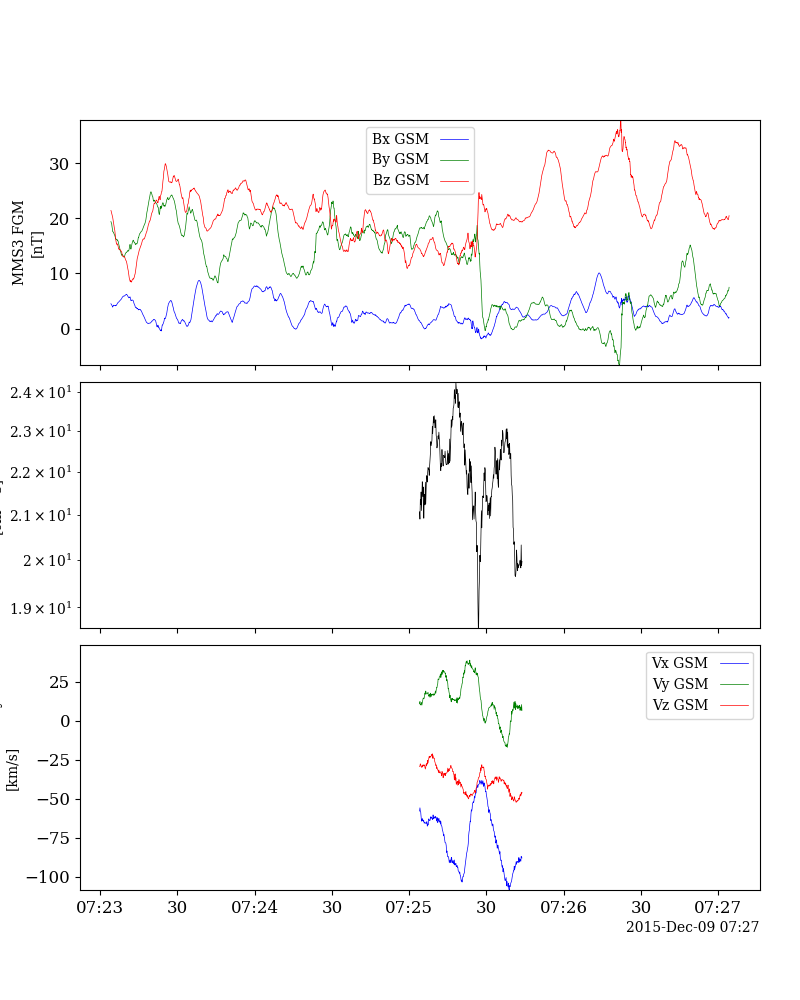 Bx GSM
By GSM
Bz GSM
MMS3 FGM
[nT]
30
20
10
0
2.4×10¹
2.3×10¹
2.2×10¹
2.1×10¹
2×10¹
1.9×10¹
Vx GSM
Vy GSM
Vz GSM
[km/s]
25
0
−25
−50
−75
−100
07:23 30 07:24 30 07:25 30 07:26 30 07:27
2015-Dec-09 07:27